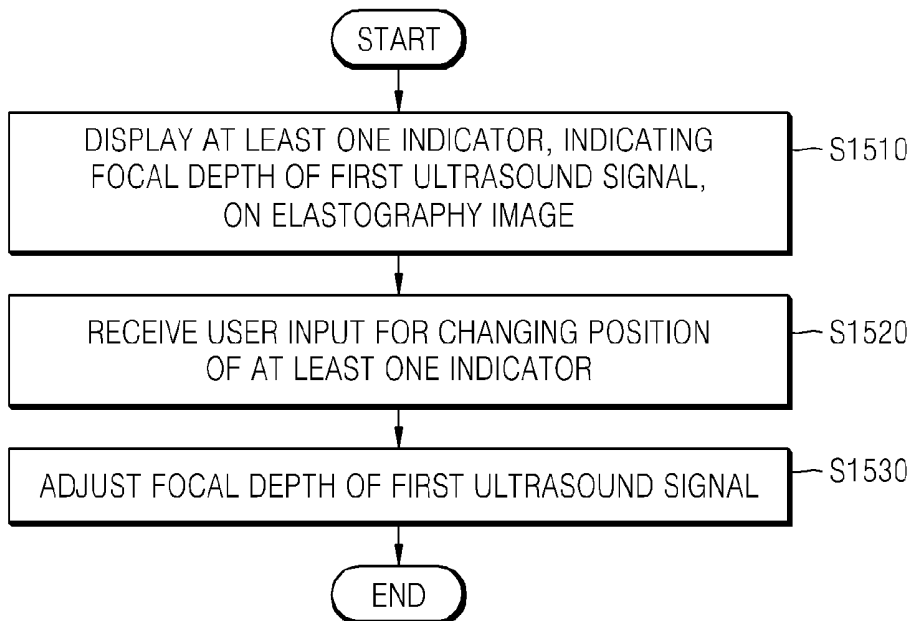 START
DISPLAY AT LEAST ONE INDICATOR, INDICATING
FOCAL DEPTH OF FIRST ULTRASOUND SIGNAL,
ON ELASTOGRAPHY IMAGE
S1510
RECEIVE USER INPUT FOR CHANGING POSITION
OF AT LEAST ONE INDICATOR
S1520
ADJUST FOCAL DEPTH OF FIRST ULTRASOUND SIGNAL
S1530
END